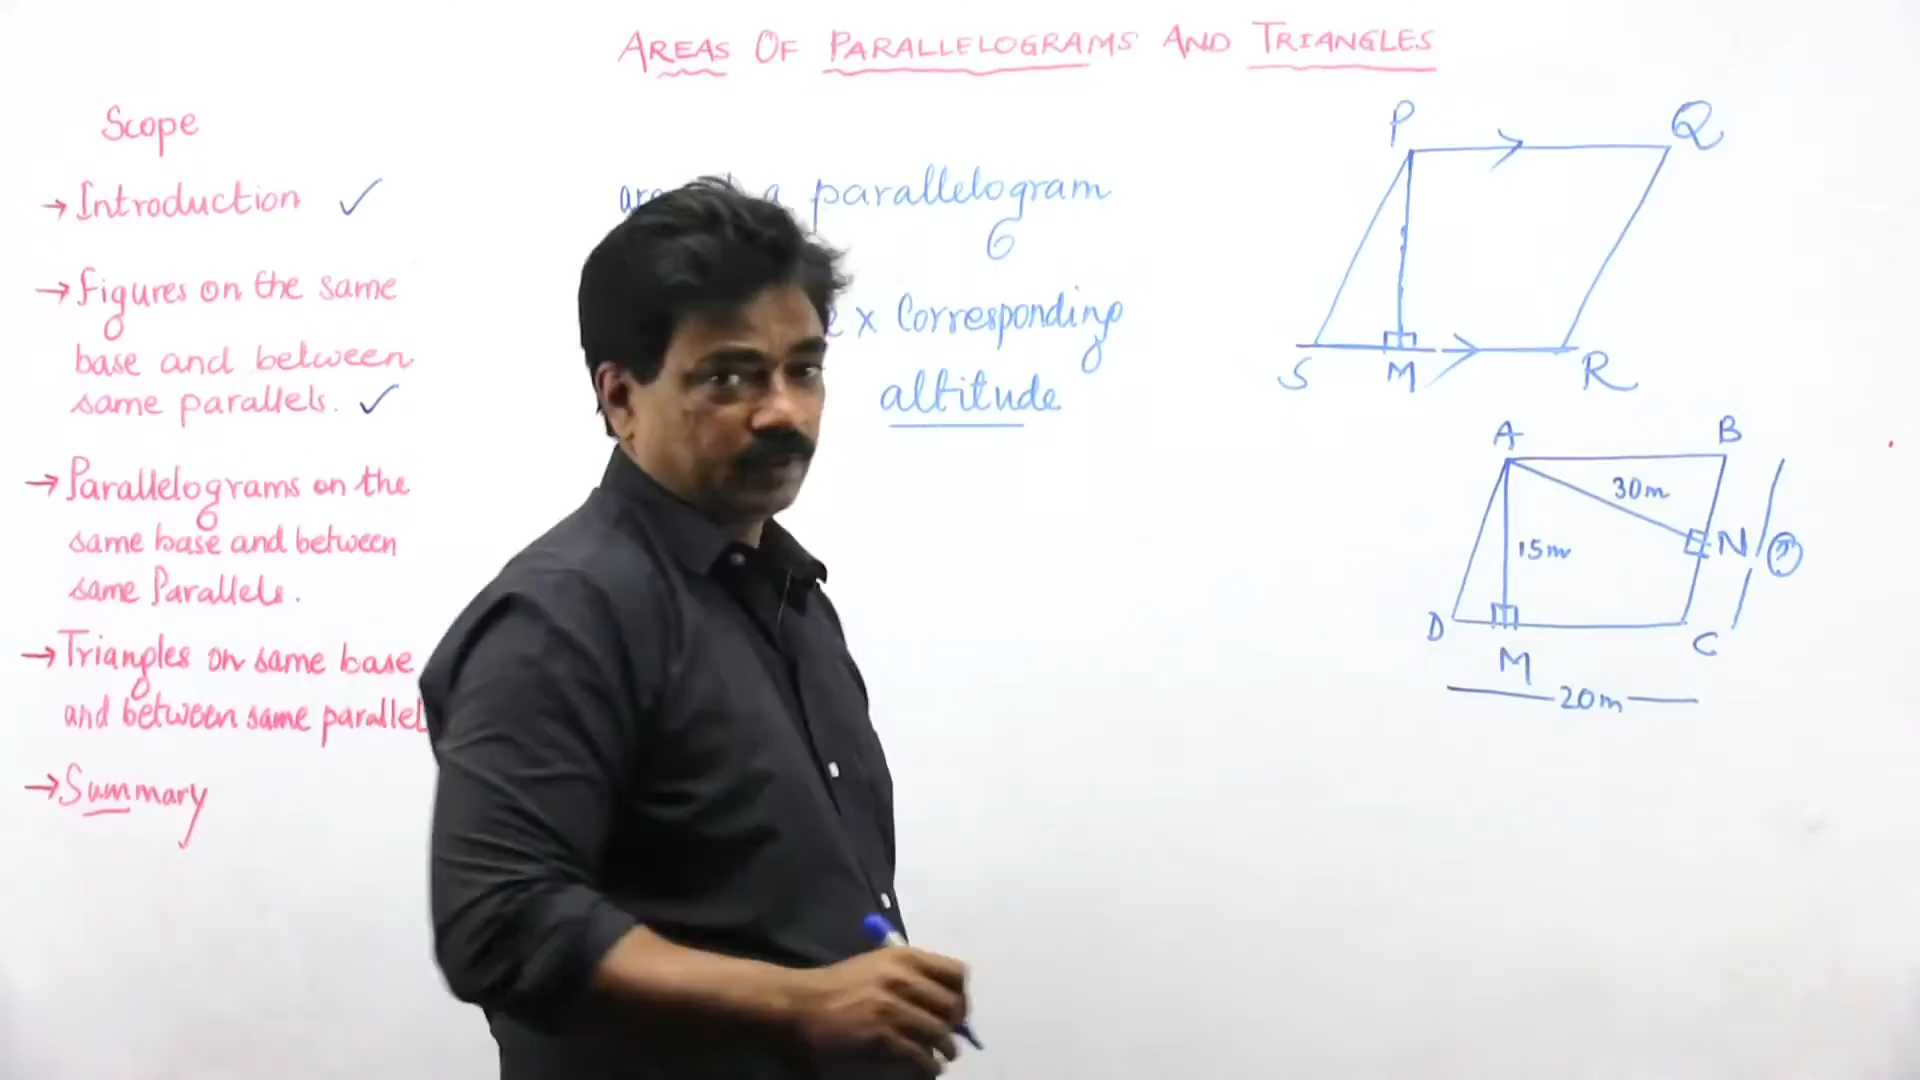 AREAS OF PARALLELOGRAMS AND TRIANGLES
Scope
→ Introduction ✓
→ Figures on the same
base and between
same parallels. ✓
→ Parallelograms on the
same base and between
same Parallels.
→ Triangles on same base
and between same parallel
→ Summary
a parallelogram
x Corresponding
altitude
P
Q
S
M
R
A
B
30m
15m
N
?
D
M
C
20m